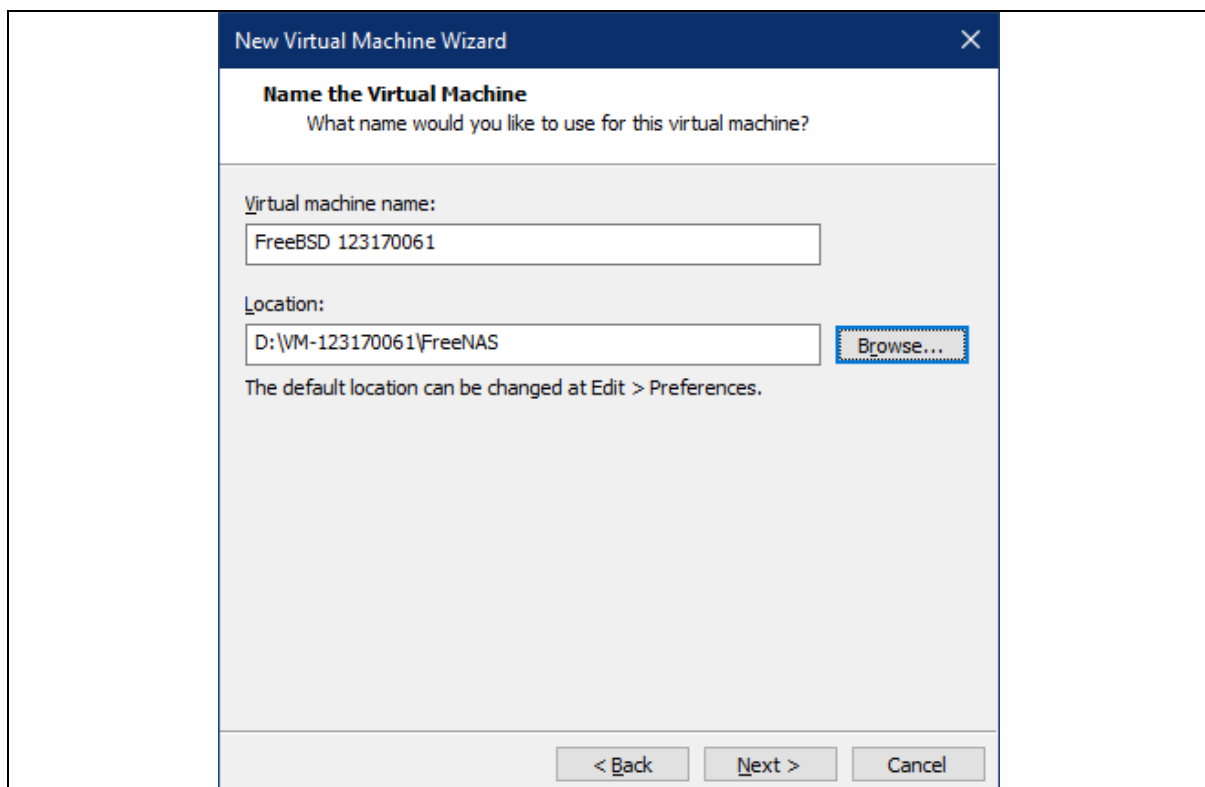 New Virtual Machine Wizard
Name the Virtual Machine
What name would you like to use for this virtual machine?
Virtual machine name:
FreeBSD 123170061
Location:
D:\VM-123170061\FreeNAS
Browse...
The default location can be changed at Edit > Preferences.
< Back Next > Cancel